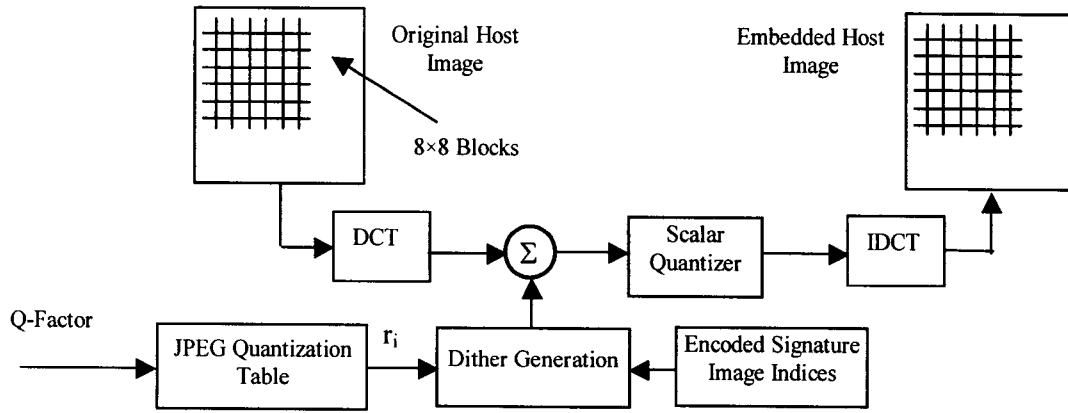 Original Host
Image
8×8 Blocks
Embedded Host
Image
DCT
Σ
Scalar
Quantizer
IDCT
Q-Factor
JPEG Quantization
Table
r_i
Dither Generation
Encoded Signature
Image Indices